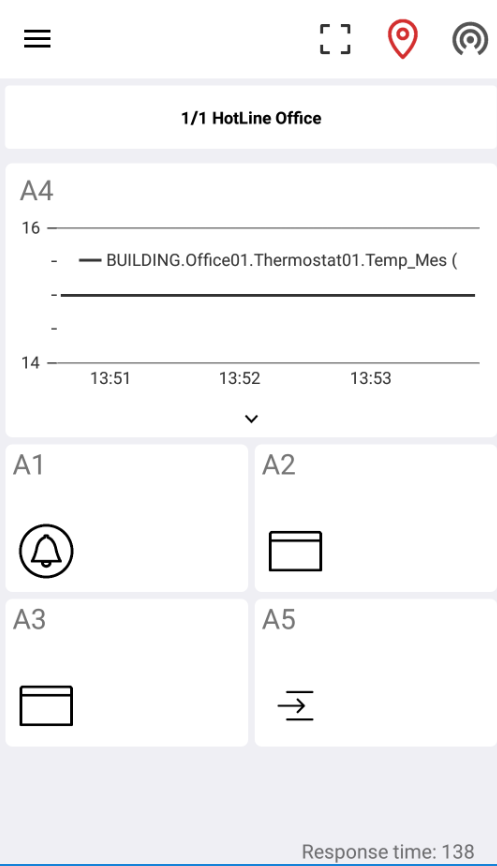 1/1 HotLine Office
A4
16
BUILDING.Office01.Thermostat01.Temp_Mes (
14
13:51 13:52 13:53
A1 A2
A3 A5
Response time: 138